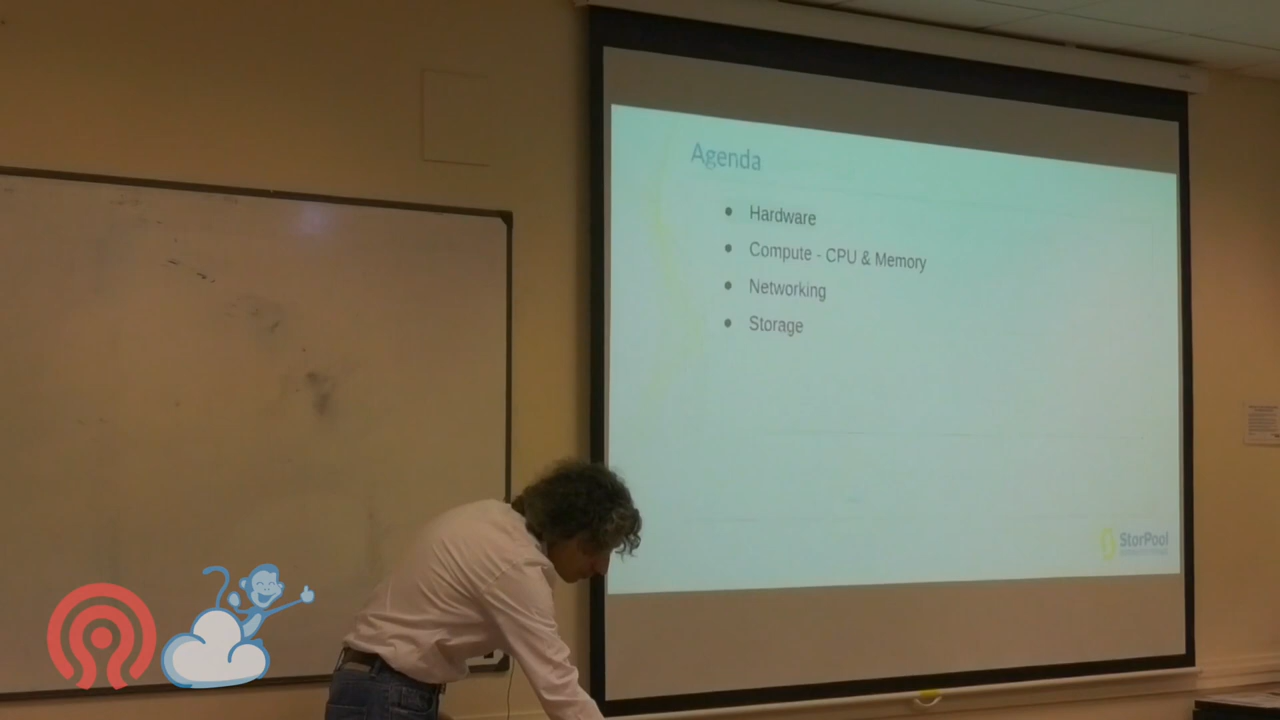 Agenda
Hardware
Compute - CPU & Memory
Networking
Storage
StorPool